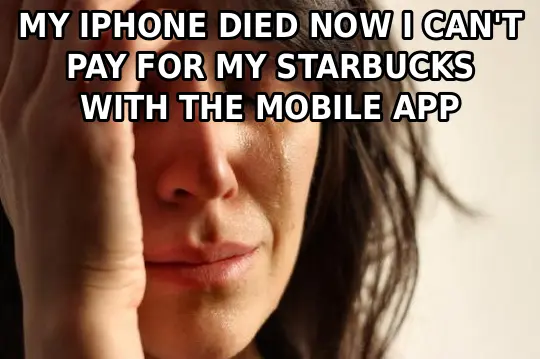 MY IPHONE DIED NOW I CAN'T
PAY FOR MY STARBUCKS
WITH THE MOBILE APP